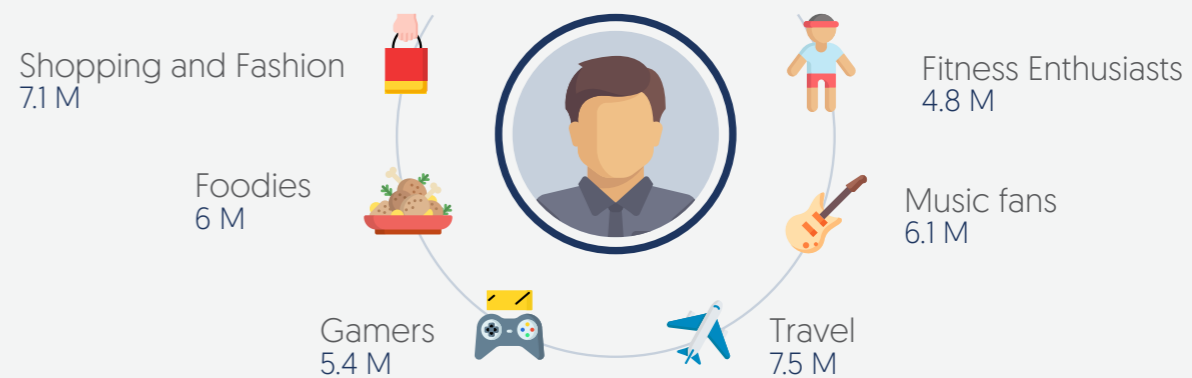 Shopping and Fashion
7.1 M
Fitness Enthusiasts
4.8 M
Foodies
6 M
Music fans
6.1 M
Gamers
5.4 M
Travel
7.5 M